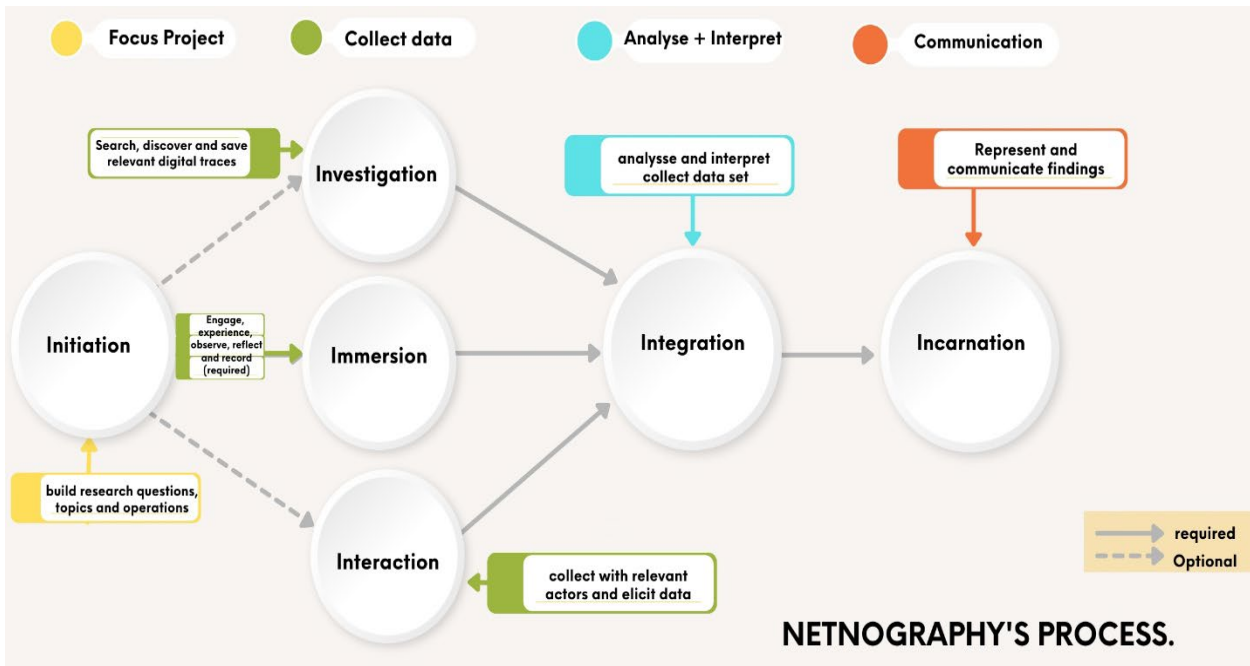 Focus Project
Collect data
Analyse + Interpret
Communication
Search, discover and save
relevant digital traces
Investigation
analysse and interpret
collect data set
Represent and
communicate findings
Initiation
Engage,
experience,
observe, reflect
and record
(required)
Immersion
Integration
Incarnation
build research questions,
topics and operations
Interaction
collect with relevant
actors and elicit data
required
Optional
NETNOGRAPHY'S PROCESS.